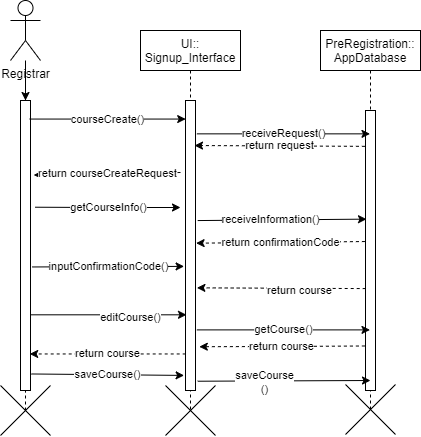 UI::
Signup_Interface
PreRegistration::
AppDatabase
Registrar
courseCreate()
receiveRequest()
return request
return courseCreateRequest
getCourseInfo()
receiveInformation()
return confirmationCode
inputConfirmationCode()
return course
editCourse()
getCourse()
return course
return course
saveCourse()
saveCourse
()